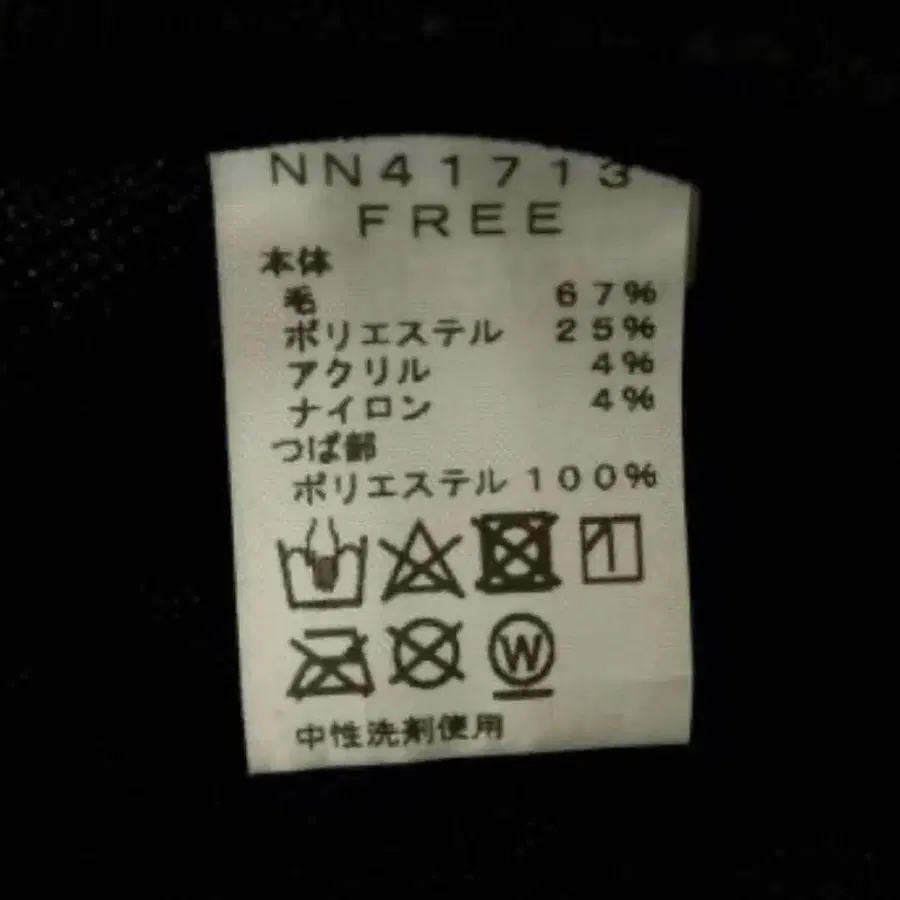 NN41713
FREE
本体
毛 67%
ポリエステル 25%
アクリル 4%
ナイロン 4%
つば部
ポリエステル 100%
W
中性洗剤使用